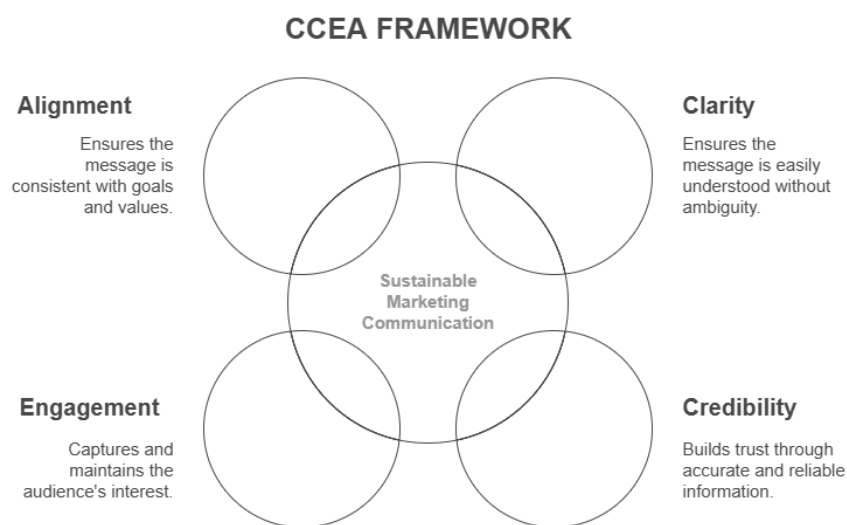 CCEA FRAMEWORK
Alignment
Ensures the
message is
consistent with goals
and values.
Clarity
Ensures the
message is easily
understood without
ambiguity.
Sustainable
Marketing
Communication
Engagement
Captures and
maintains the
audience's interest.
Credibility
Builds trust through
accurate and reliable
information.